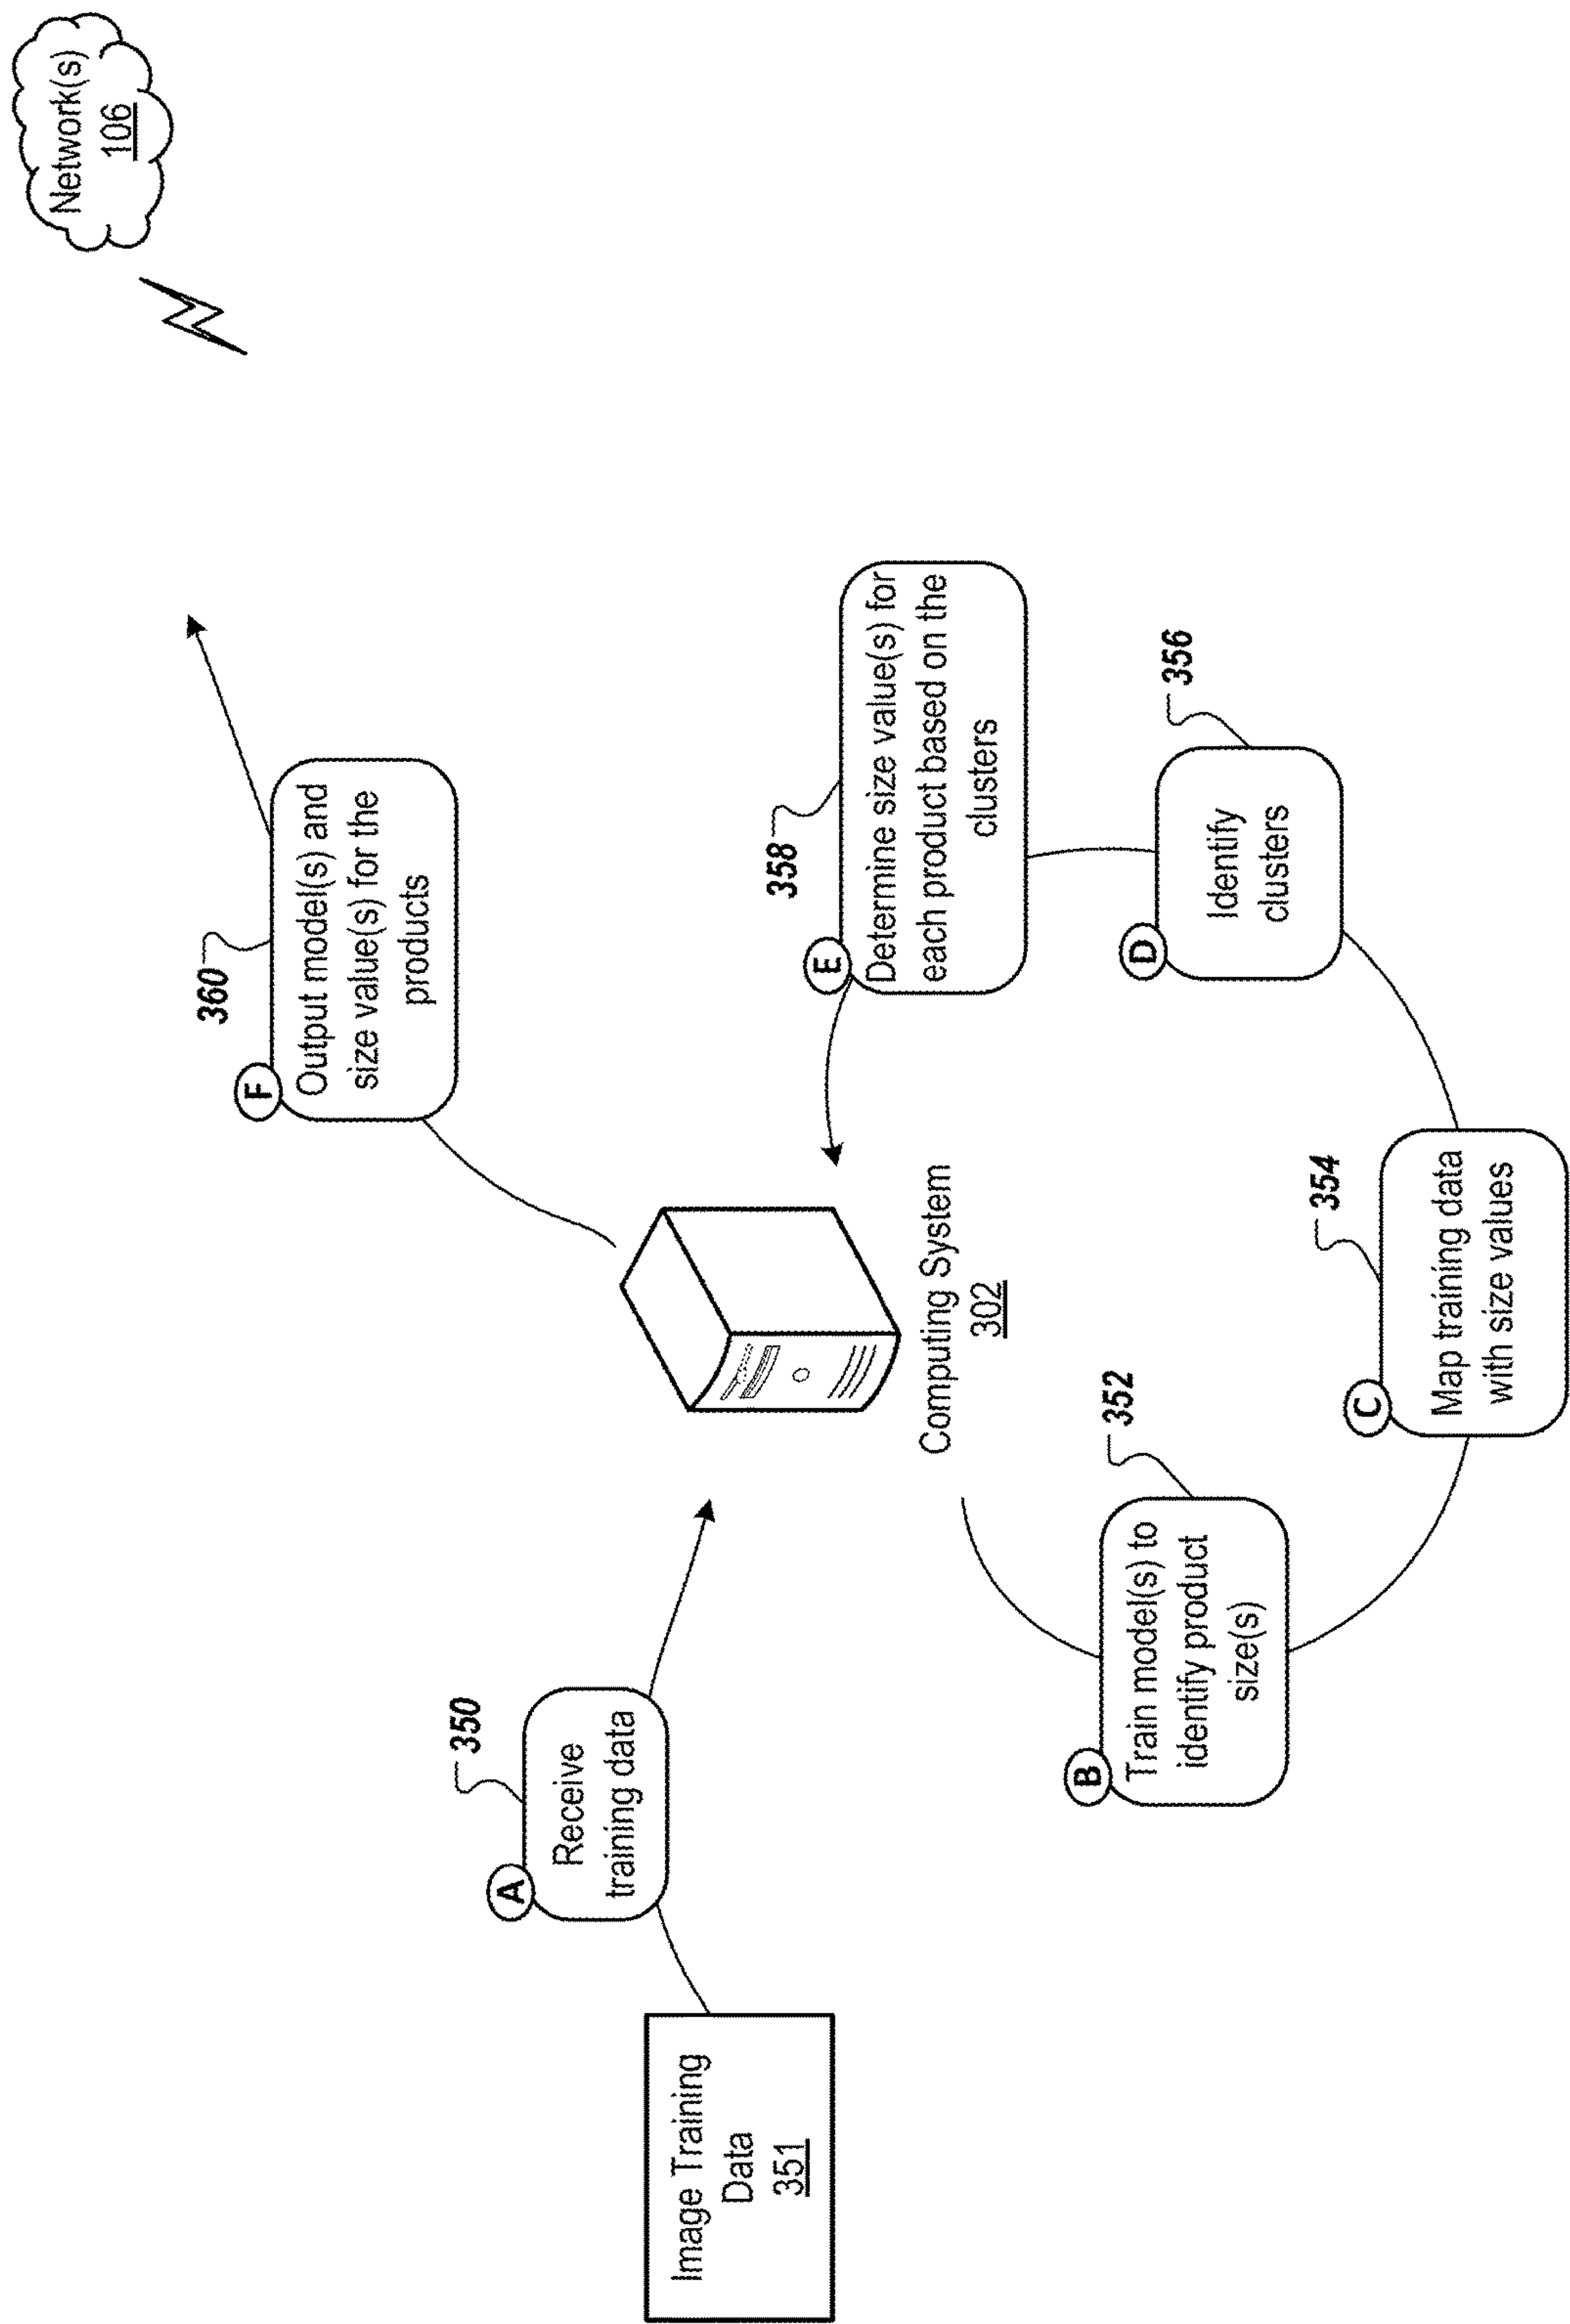 Network(s)
106
360
F
Output model(s) and
size value(s) for the
products
A
350
Receive
training data
Image Training
Data
351
Computing System
302
358
E
Determine size value(s) for
each product based on the
clusters
B
352
Train model(s) to
identify product
size(s)
D
356
Identify
clusters
C
354
Map training data
with size values